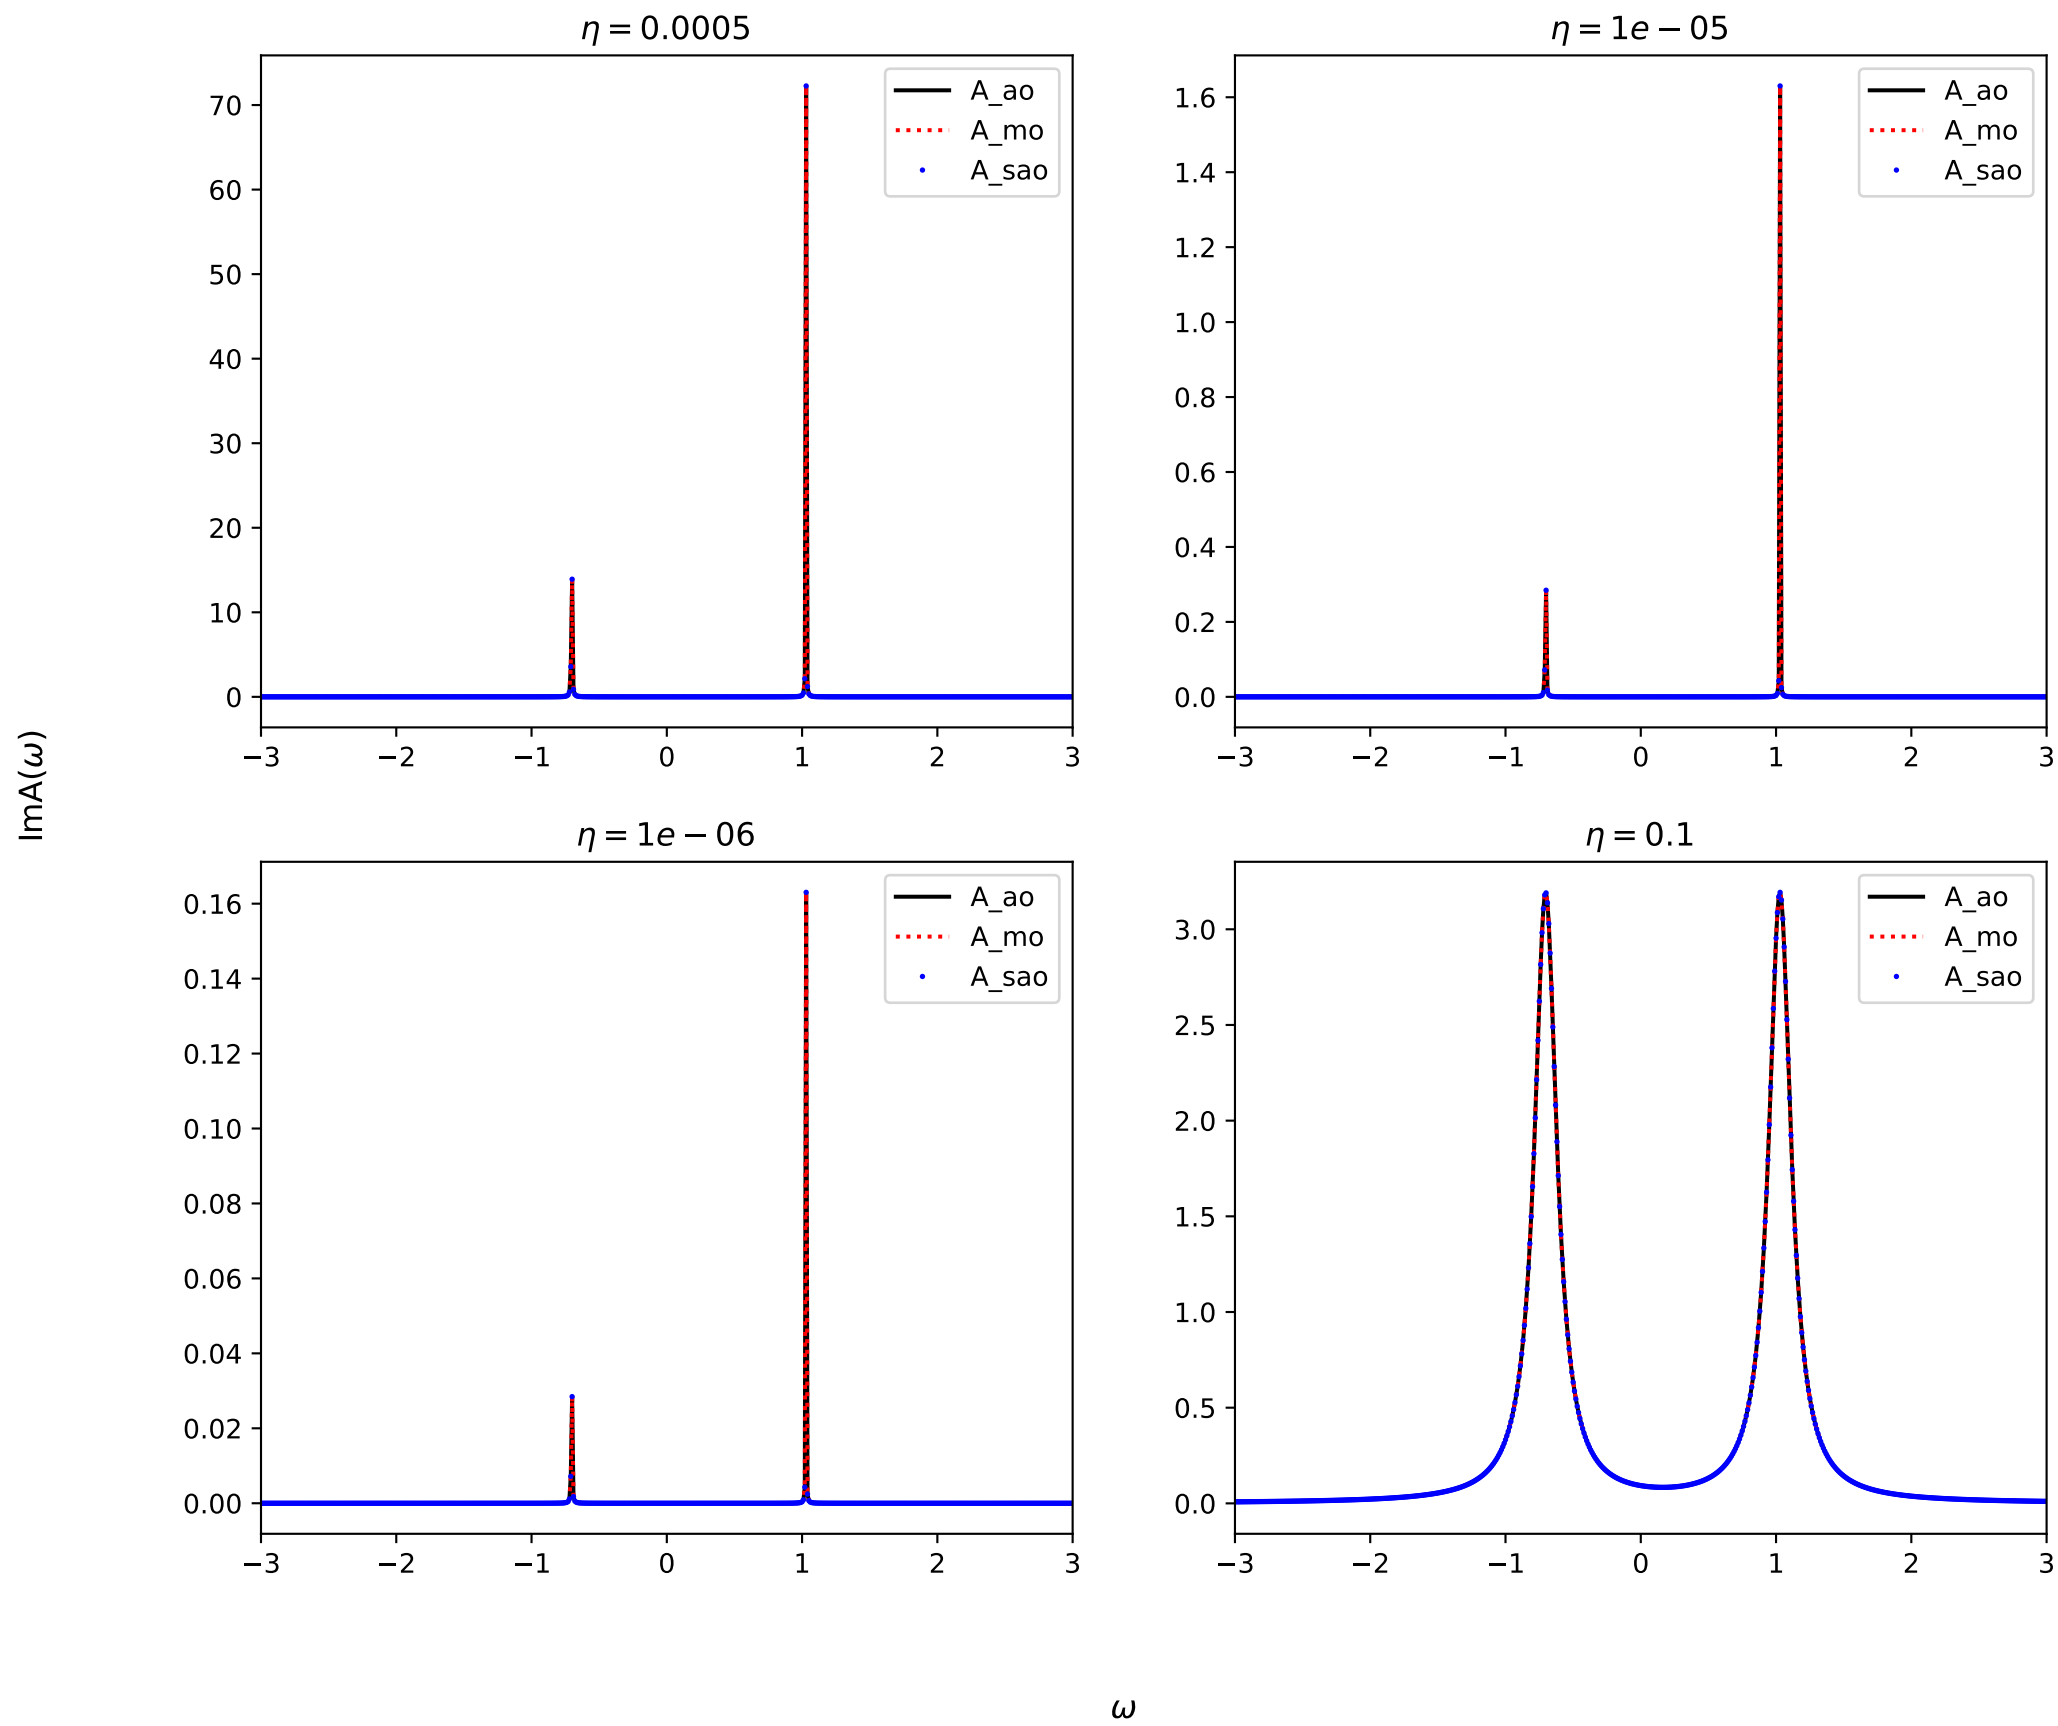 η = 0.0005
70
60
50
40
30
20
10
0
−3 −2 −1 0 1 2 3
A_ao
A_mo
A_sao
η = 1e − 05
1.6
1.4
1.2
1.0
0.8
0.6
0.4
0.2
0.0
−3 −2 −1 0 1 2 3
A_ao
A_mo
A_sao
ImA(ω)
η = 1e − 06
0.16
0.14
0.12
0.10
0.08
0.06
0.04
0.02
0.00
−3 −2 −1 0 1 2 3
A_ao
A_mo
A_sao
η = 0.1
3.0
2.5
2.0
1.5
1.0
0.5
0.0
−3 −2 −1 0 1 2 3
A_ao
A_mo
A_sao
ω